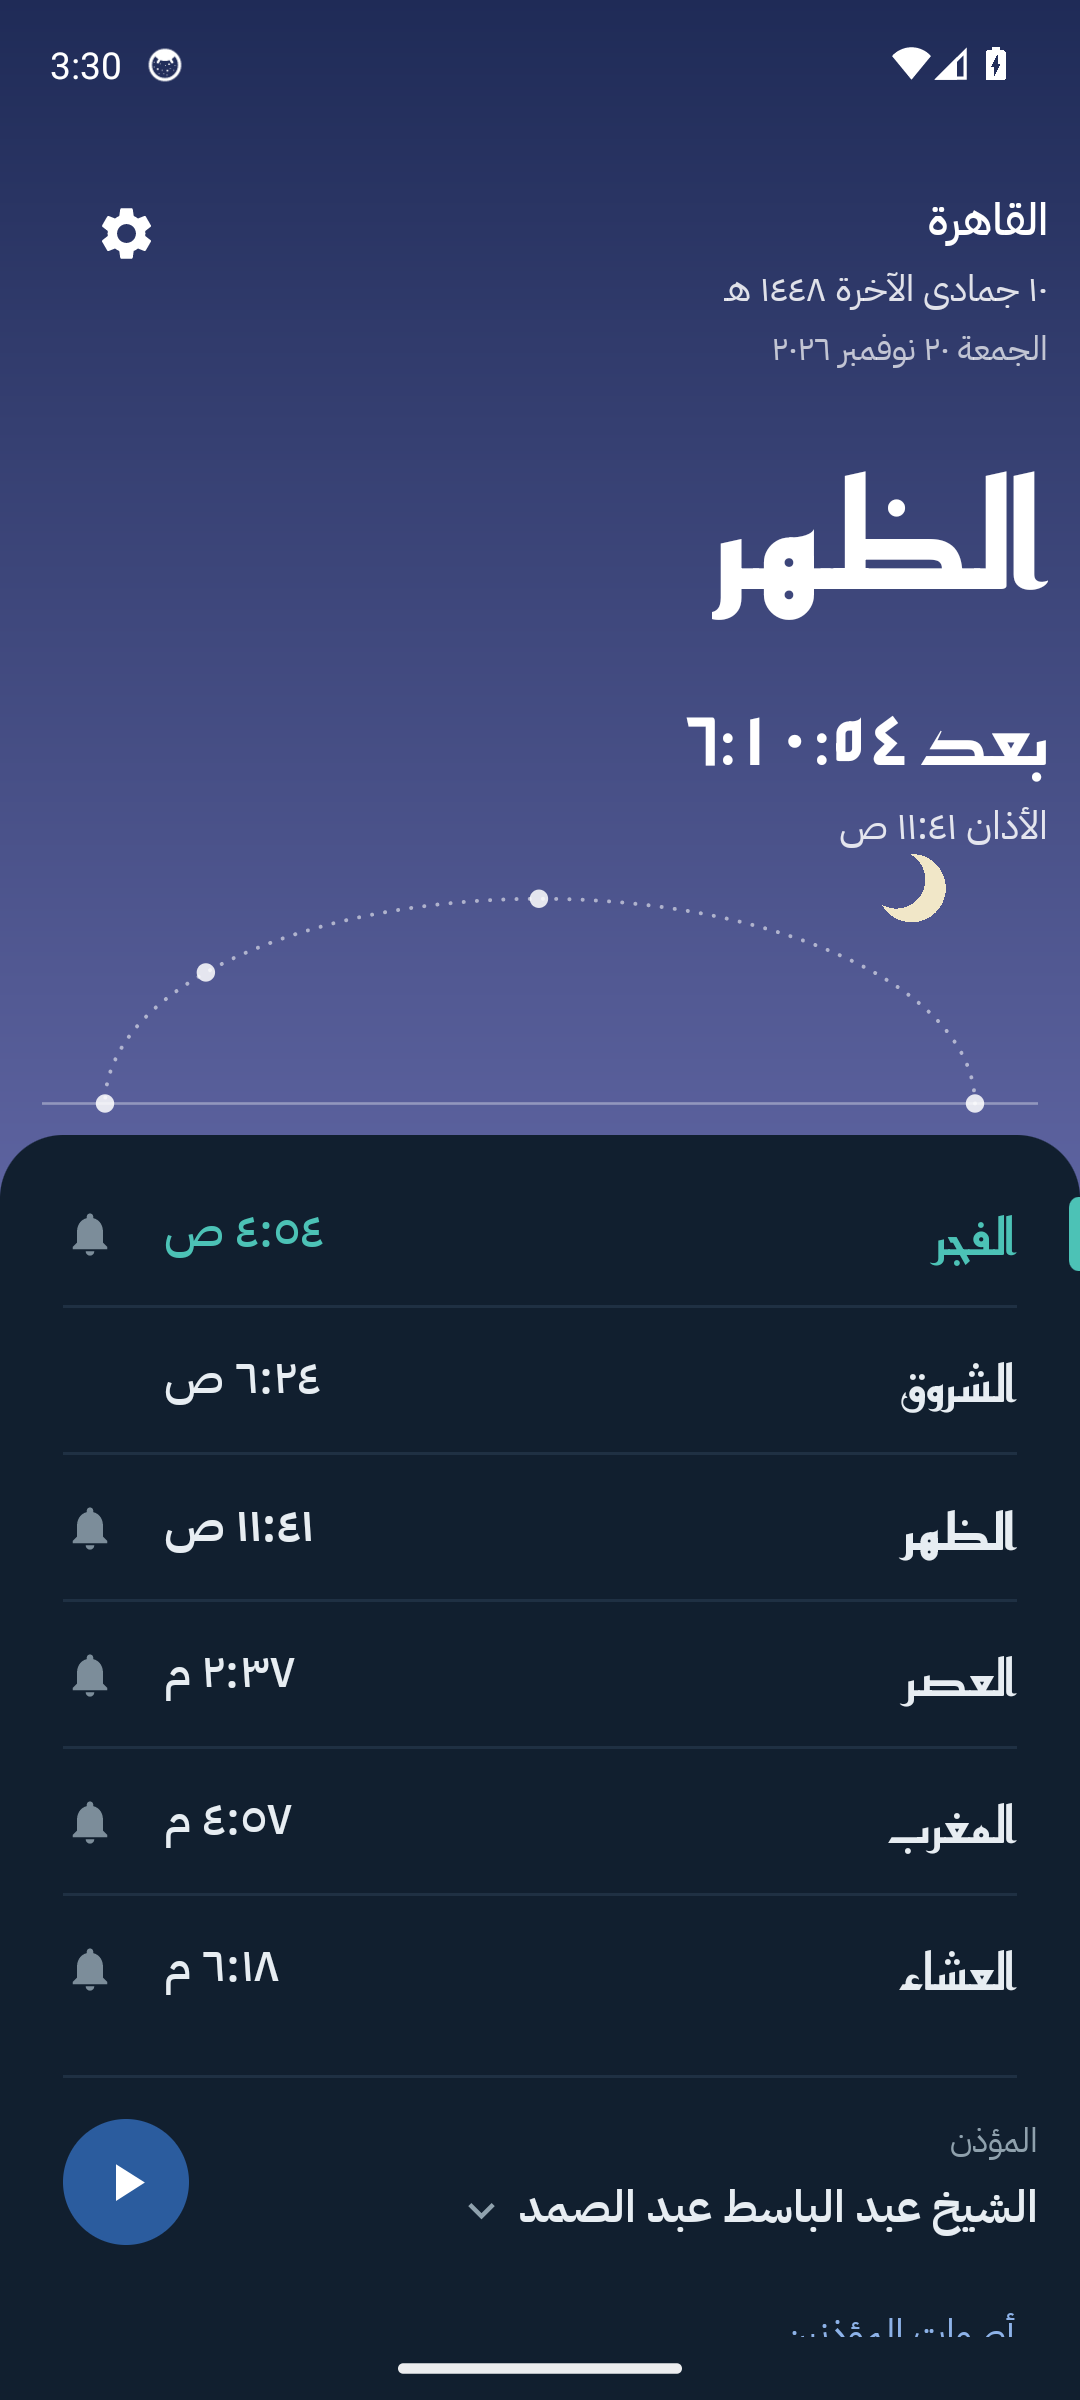 3:30
القاهرة
١٠ جمادى الآخرة ١٤٤٨ هـ
الجمعة ٢٠ نوفمبر ٢٠٢٦
الظهر
بعد ٦:١٠:٥٤
الأذان ١١:٤١ ص
الفجر ٤:٥٤ ص
الشروق ٦:٢٤ ص
الظهر ١١:٤١ ص
العصر ٢:٣٧ م
المغرب ٤:٥٧ م
العشاء ٦:١٨ م
المؤذن
الشيخ عبد الباسط عبد الصمد
أصوات المؤذنين